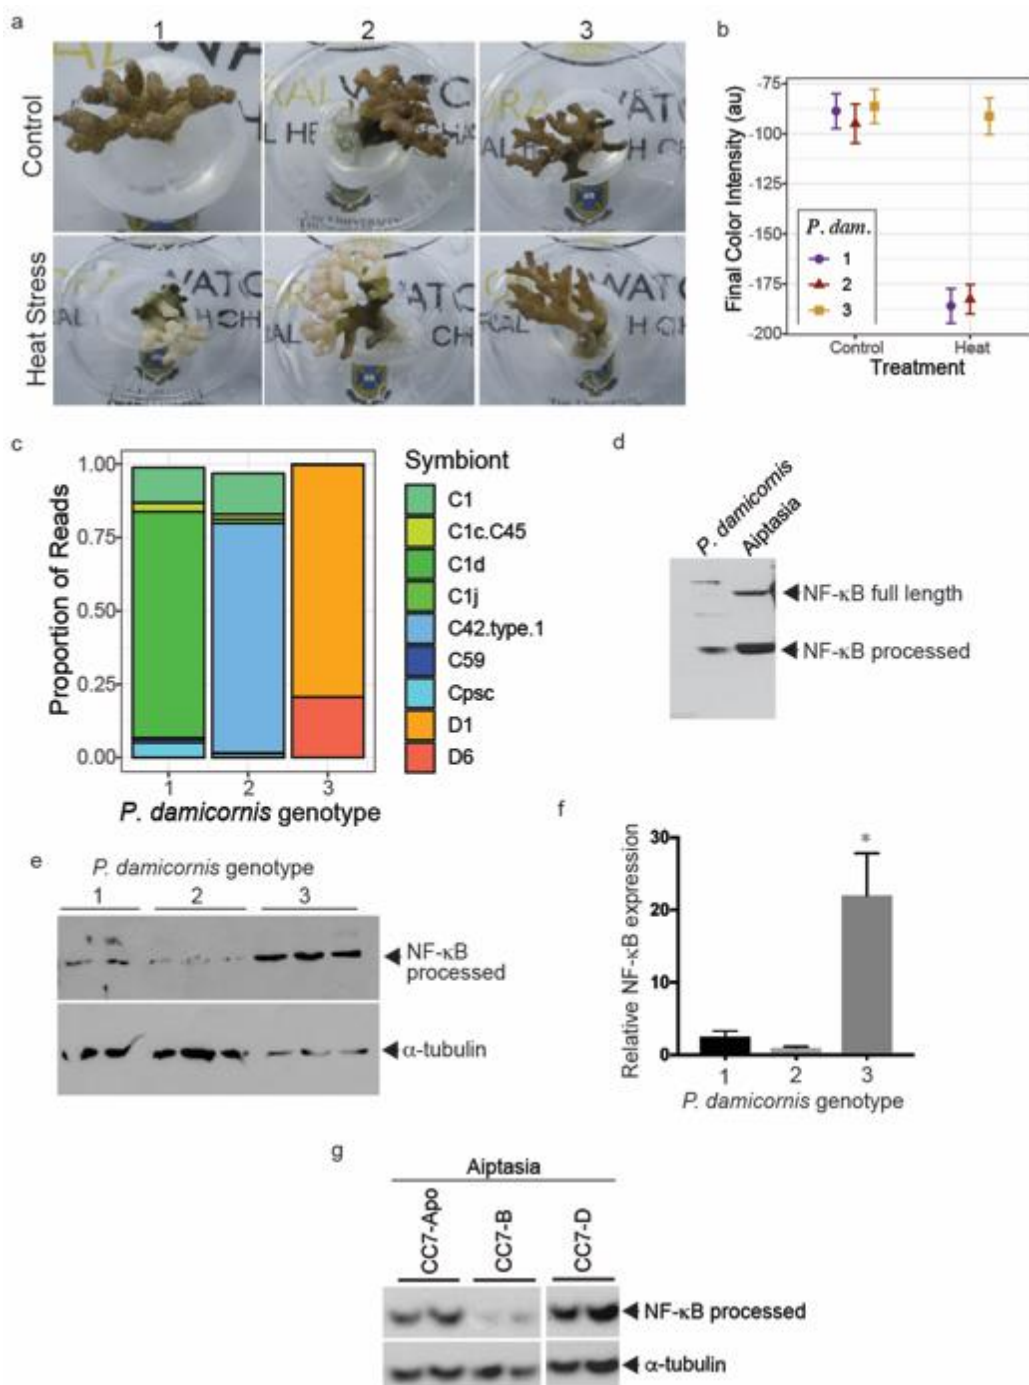 a
1
2
3
Control
Heat Stress
WATC
WATC
WATC
WATC
b
Final Color Intensity (au)
-75
-100
-125
-150
-175
-200
P. dam.
1
2
3
Control
Heat
Treatment
c
Proportion of Reads
1.00
0.75
0.50
0.25
0.00
1
2
3
P. damicornis genotype
Symbiont
C1
C1c.C45
C1d
C1j
C42.type.1
C59
Cpsc
D1
D6
d
P. damicornis
Aiptasia
NF-κB full length
NF-κB processed
e
P. damicornis genotype
1
2
3
NF-κB
processed
α-tubulin
f
Relative NF-κB expression
30
20
10
0
*
1
2
3
P. damicornis genotype
g
Aiptasia
CC7-Apo
CC7-B
CC7-D
NF-κB processed
α-tubulin